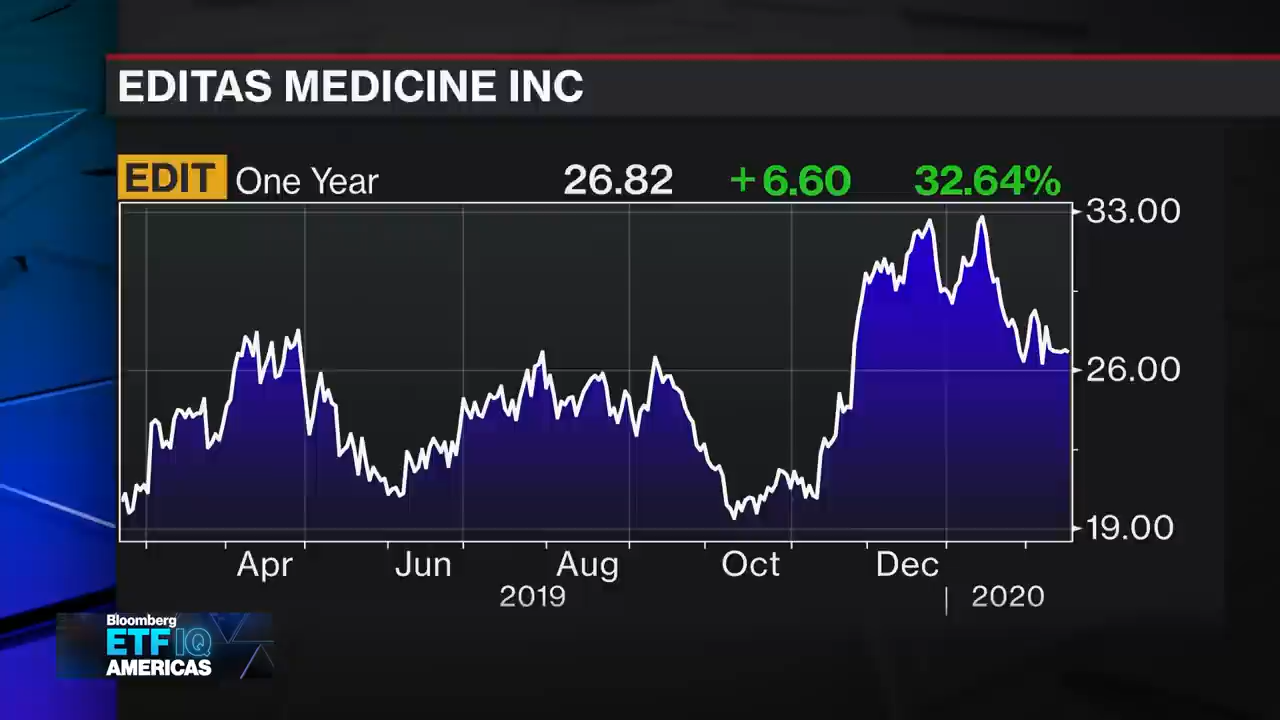 EDITAS MEDICINE INC
EDIT One Year 26.82 +6.60 32.64%
33.00
26.00
19.00
Apr Jun Aug Oct Dec
2019 2020
Bloomberg
ETF IQ
AMERICAS